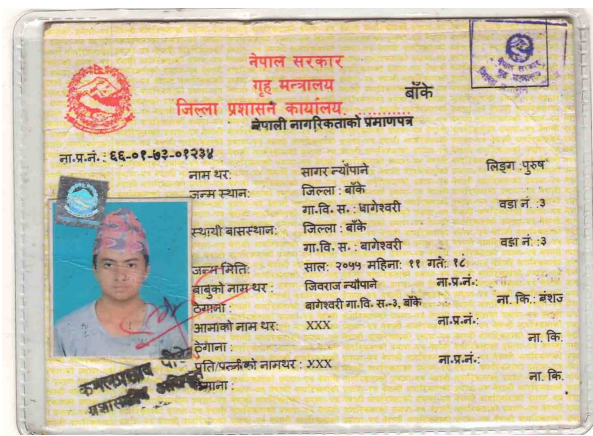 नेपाल सरकार
गृह मन्त्रालय
जिल्ला प्रशासन कार्यालय, ........... बाँके
नेपाली नागरिकताको प्रमाणपत्र
ना.प्र.नं. : ६६-०१-७३-०१२३४
नाम थर: सागर न्यौपाने लिङ्ग :पुरुष
जन्म स्थान: जिल्ला : बाँके
गा.वि. स. : बागेश्वरी वडा नं :३
स्थायी बासस्थान: जिल्ला : बाँके
गा.वि. स. : बागेश्वरी वडा नं :३
जन्म मिति: साल: २०५५ महिना: ११ गते: १८
बाबुको नाम थर : जिवराज न्यौपाने ना.प्र.नं.:
ठेगाना : बागेश्वरी गा.वि. स.-३, बाँके ना. कि.: बंशज
आमाको नाम थर: XXX ना.प्र.नं.:
ठेगाना : ना. कि.
पति/पत्नीको नामथर : XXX ना.प्र.नं.:
ठेगाना : ना. कि.